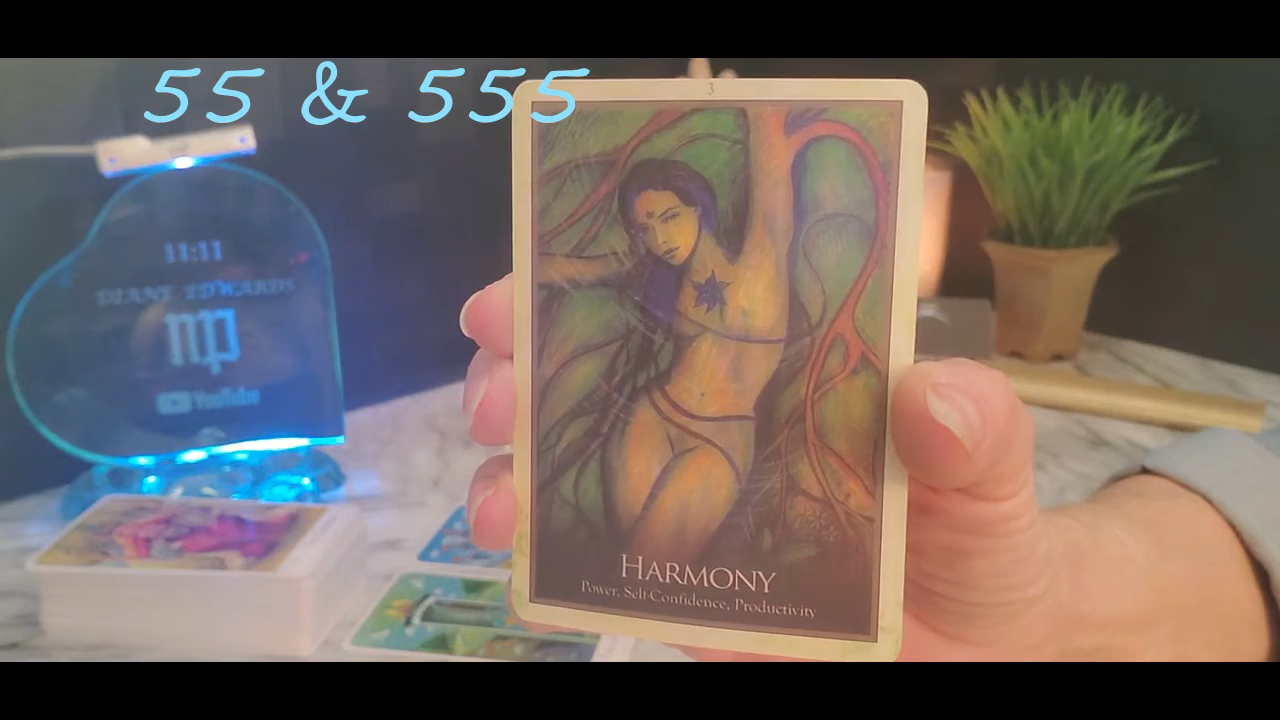 55 & 555
3
11:11
DIANE EDWARDS
YouTube
HARMONY
Power, Self-Confidence, Productivity